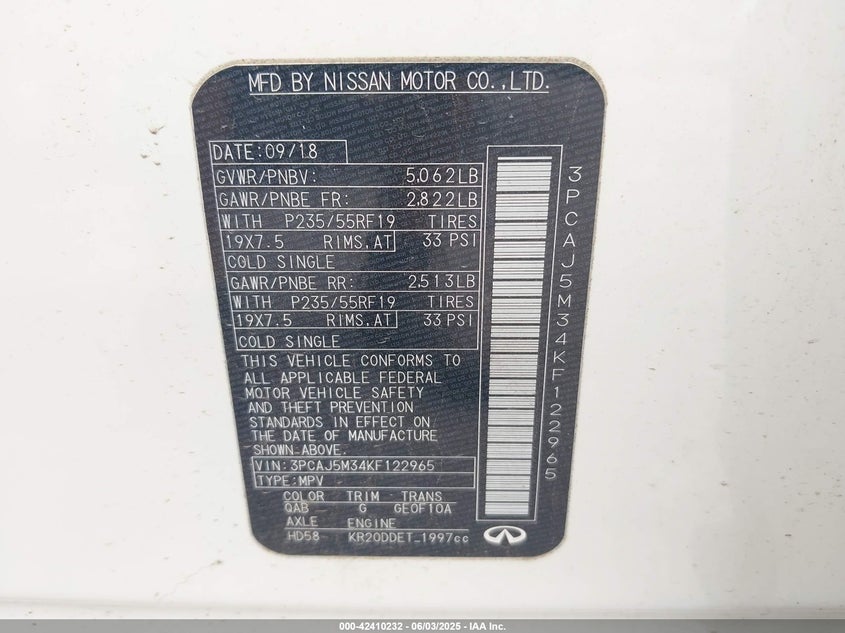 MFD BY NISSAN MOTOR CO.,LTD.
DATE:09/18
GVWR/PNBV: 5,062LB
GAWR/PNBE FR: 2,822LB
WITH P235/55RF19 TIRES
19X7.5 RIMS,AT 33 PSI
COLD SINGLE
GAWR/PNBE RR: 2,513LB
WITH P235/55RF19 TIRES
19X7.5 RIMS,AT 33 PSI
COLD SINGLE
THIS VEHICLE CONFORMS TO
ALL APPLICABLE FEDERAL
MOTOR VEHICLE SAFETY
AND THEFT PREVENTION
STANDARDS IN EFFECT ON
THE DATE OF MANUFACTURE
SHOWN ABOVE.
VIN:3PCAJ5M34KF122965
TYPE:MPV
COLOR TRIM TRANS
QAB G GE0F10A
AXLE ENGINE
HD58 KR20DDET_1997cc
3PCAJ5M34KF122965
000-42410232 - 06/03/2025 - IAA Inc.